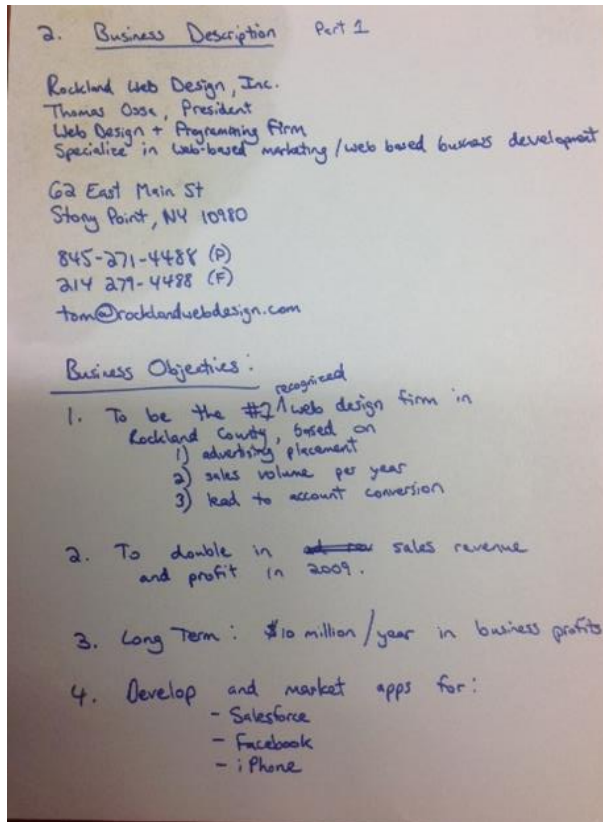 2. Business Description Part 1
Rockland Web Design, Inc.
Thomas Ossa, President
Web Design + Programming Firm
Specialize in web-based marketing / web based business development
62 East Main St
Stony Point, NY 10980
845-271-4488 (P)
214 279-4488 (F)
tom@rocklandwebdesign.com
Business Objectives:
recognized
1. To be the #1 ^ web design firm in
Rockland County, based on
1) advertising placement
2) sales volume per year
3) lead to account conversion
2. To double in sales revenue
and profit in 2009.
3. Long Term: $10 million/year in business profits
4. Develop and market apps for:
- Salesforce
- Facebook
- iPhone